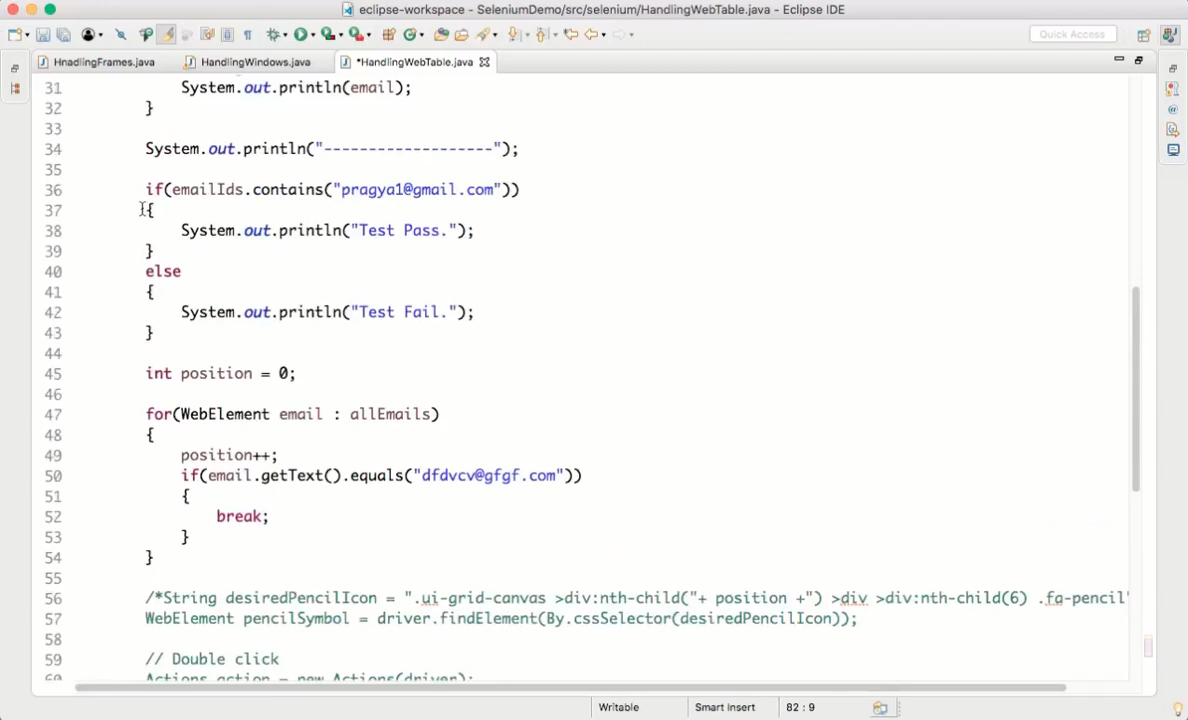 eclipse-workspace - SeleniumDemo/src/selenium/HandlingWebTable.java - Eclipse IDE
Quick Access
HnadlingFrames.java HandlingWindows.java *HandlingWebTable.java
31 System.out.println(email);
32 }
33
34 System.out.println("-------------------");
35
36 if(emailIds.contains("pragya1@gmail.com"))
37 {
38 System.out.println("Test Pass.");
39 }
40 else
41 {
42 System.out.println("Test Fail.");
43 }
44
45 int position = 0;
46
47 for(WebElement email : allEmails)
48 {
49 position++;
50 if(email.getText().equals("dfdvcv@gfgf.com"))
51 {
52 break;
53 }
54 }
55
56 /*String desiredPencilIcon = ".ui-grid-canvas >div:nth-child("+ position +") >div >div:nth-child(6) .fa-pencil"
57 WebElement pencilSymbol = driver.findElement(By.cssSelector(desiredPencilIcon));
58
59 // Double click
60 Actions action = new Actions(driver);
Writable Smart Insert 82 : 9